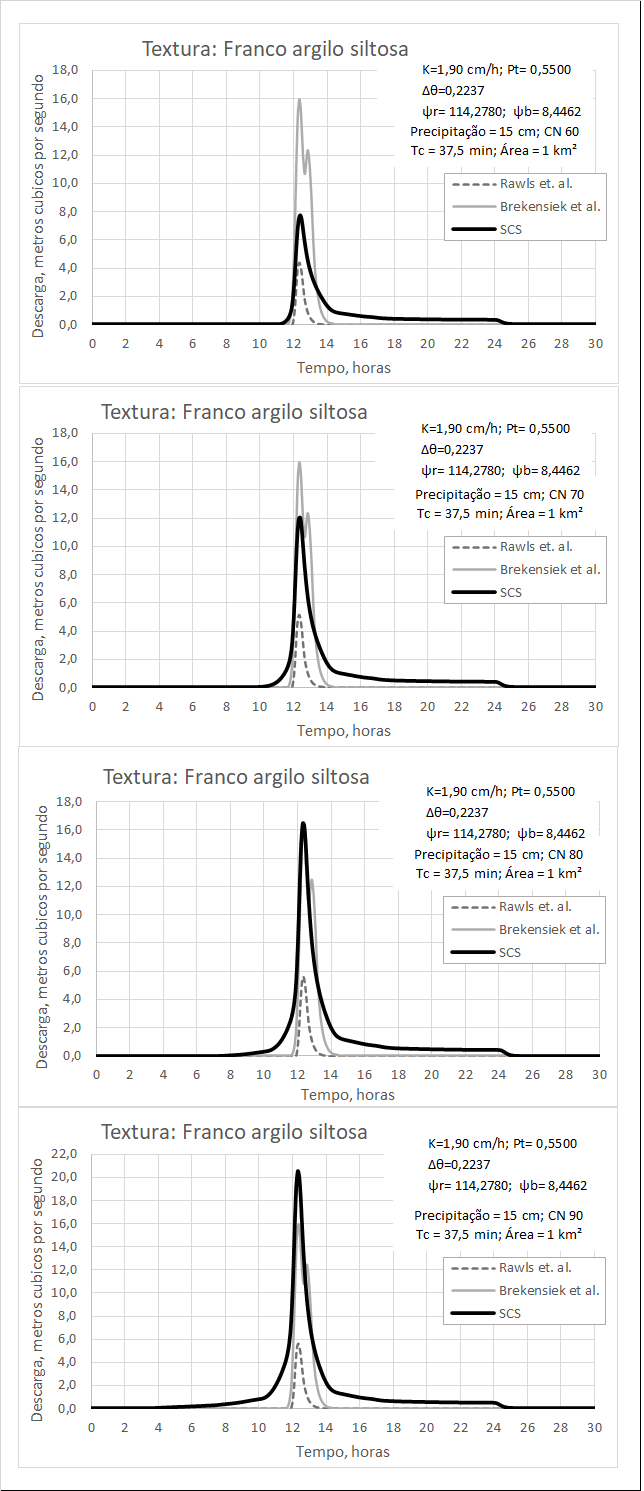 Textura: Franco argilo siltosa
K=1,90 cm/h; Pt= 0,5500
Δθ=0,2237
ψr= 114,2780; ψb= 8,4462
Precipitação = 15 cm; CN 60
Tc = 37,5 min; Área = 1 km²
Rawls et. al.
Brekensiek et al.
SCS
Descarga, metros cubicos por segundo
18,0
16,0
14,0
12,0
10,0
8,0
6,0
4,0
2,0
0,0
0 2 4 6 8 10 12 14 16 18 20 22 24 26 28 30
Tempo, horas
Textura: Franco argilo siltosa
K=1,90 cm/h; Pt= 0,5500
Δθ=0,2237
ψr= 114,2780; ψb= 8,4462
Precipitação = 15 cm; CN 70
Tc = 37,5 min; Área = 1 km²
Rawls et. al.
Brekensiek et al.
SCS
Descarga, metros cubicos por segundo
18,0
16,0
14,0
12,0
10,0
8,0
6,0
4,0
2,0
0,0
0 2 4 6 8 10 12 14 16 18 20 22 24 26 28 30
Tempo, horas
Textura: Franco argilo siltosa
K=1,90 cm/h; Pt= 0,5500
Δθ=0,2237
ψr= 114,2780; ψb= 8,4462
Precipitação = 15 cm; CN 80
Tc = 37,5 min; Área = 1 km²
Rawls et. al.
Brekensiek et al.
SCS
Descarga, metros cubicos por segundo
18,0
16,0
14,0
12,0
10,0
8,0
6,0
4,0
2,0
0,0
0 2 4 6 8 10 12 14 16 18 20 22 24 26 28 30
Tempo, horas
Textura: Franco argilo siltosa
K=1,90 cm/h; Pt= 0,5500
Δθ=0,2237
ψr= 114,2780; ψb= 8,4462
Precipitação = 15 cm; CN 90
Tc = 37,5 min; Área = 1 km²
Rawls et. al.
Brekensiek et al.
SCS
Descarga, metros cubicos por segundo
22,0
20,0
18,0
16,0
14,0
12,0
10,0
8,0
6,0
4,0
2,0
0,0
0 2 4 6 8 10 12 14 16 18 20 22 24 26 28 30
Tempo, horas